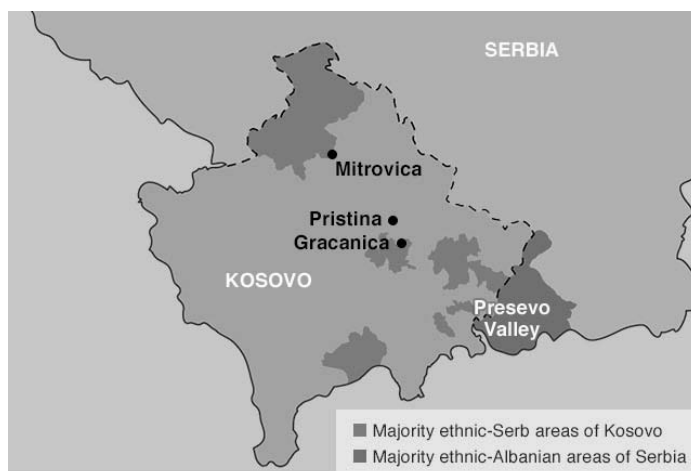 SERBIA
Mitrovica
Pristina
Gracanica
KOSOVO
Presevo
Valley
Majority ethnic-Serb areas of Kosovo
Majority ethnic-Albanian areas of Serbia